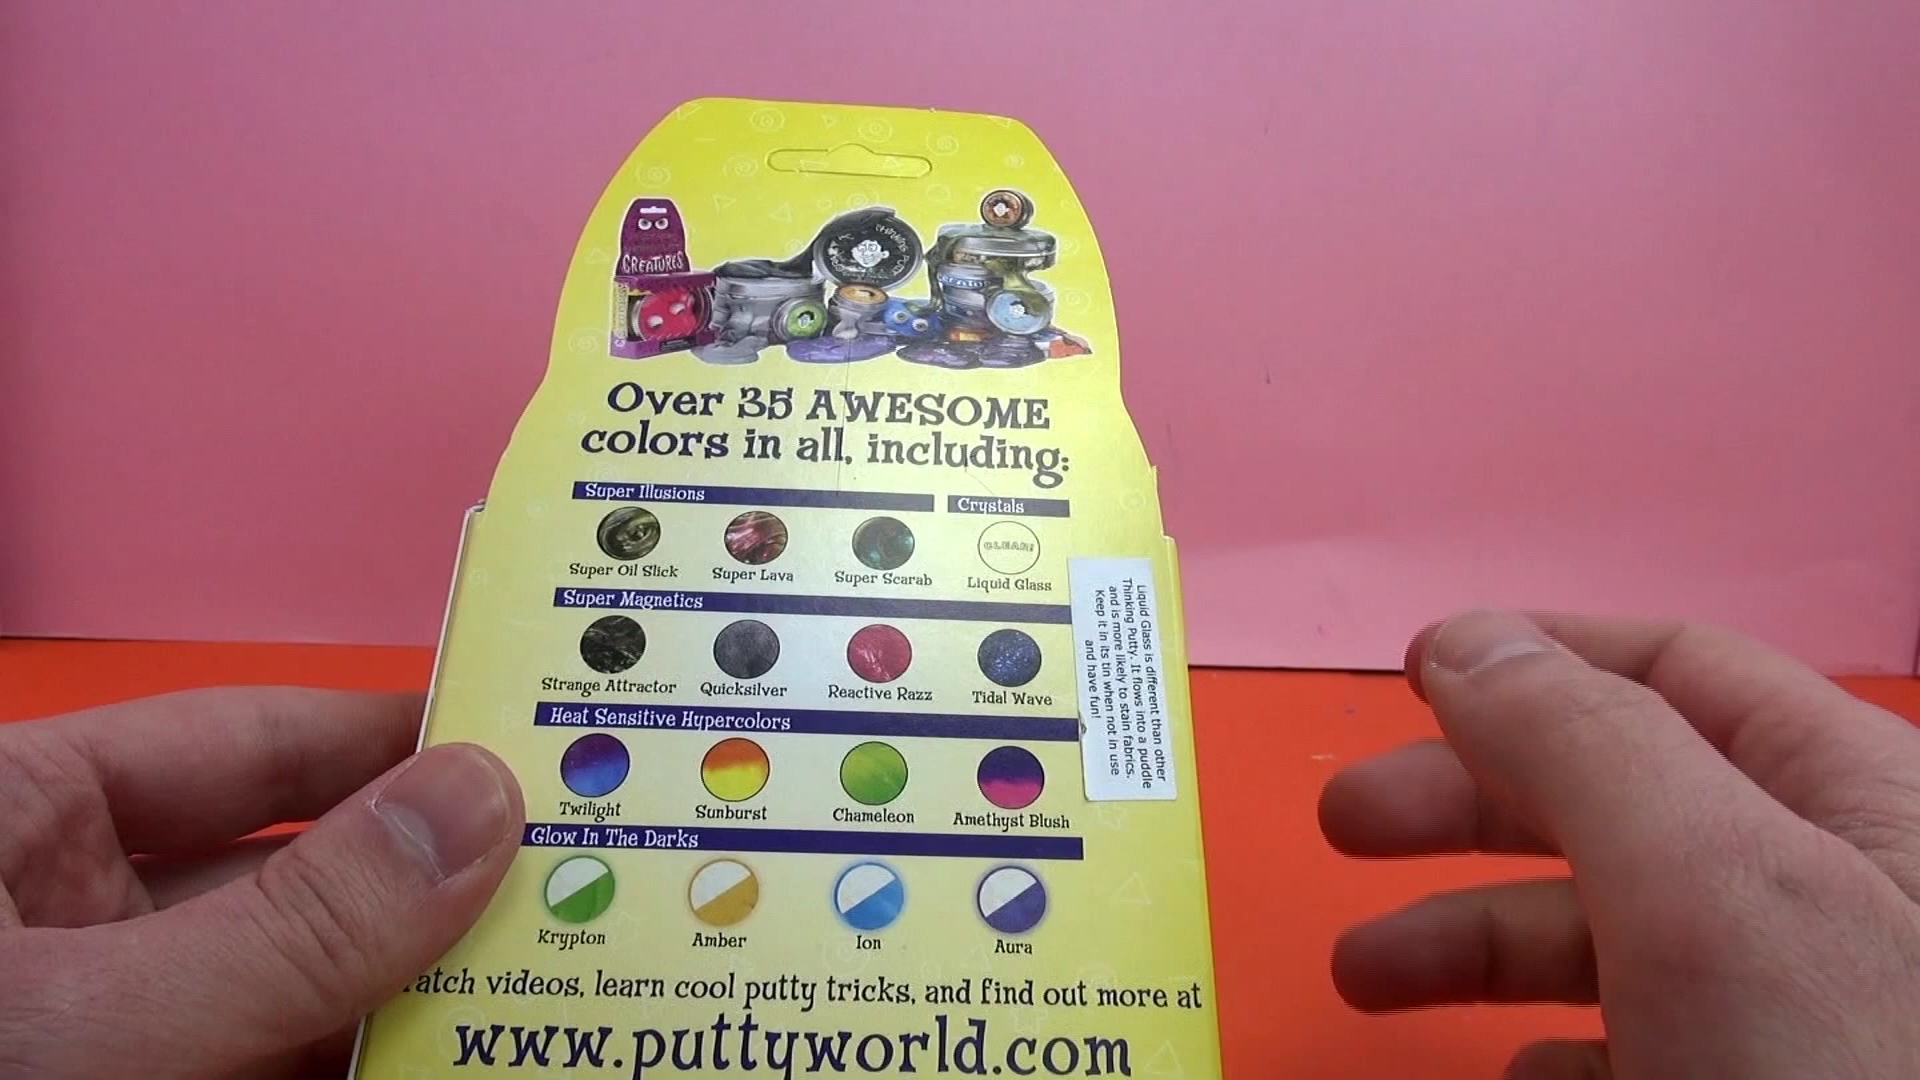 CREATURES
Over 35 AWESOME
colors in all, including:
Super Illusions
Crystals
CLEAR!
Super Oil Slick
Super Lava
Super Scarab
Liquid Glass
Super Magnetics
Strange Attractor
Quicksilver
Reactive Razz
Tidal Wave
Heat Sensitive Hypercolors
Twilight
Sunburst
Chameleon
Amethyst Blush
Glow In The Darks
Krypton
Amber
Ion
Aura
atch videos, learn cool putty tricks, and find out more at
www.puttyworld.com
Liquid Glass is different than other
Thinking Putty. It flows into a puddle
and is more likely to stain fabrics.
Keep it in its tin when not in use
and have fun!